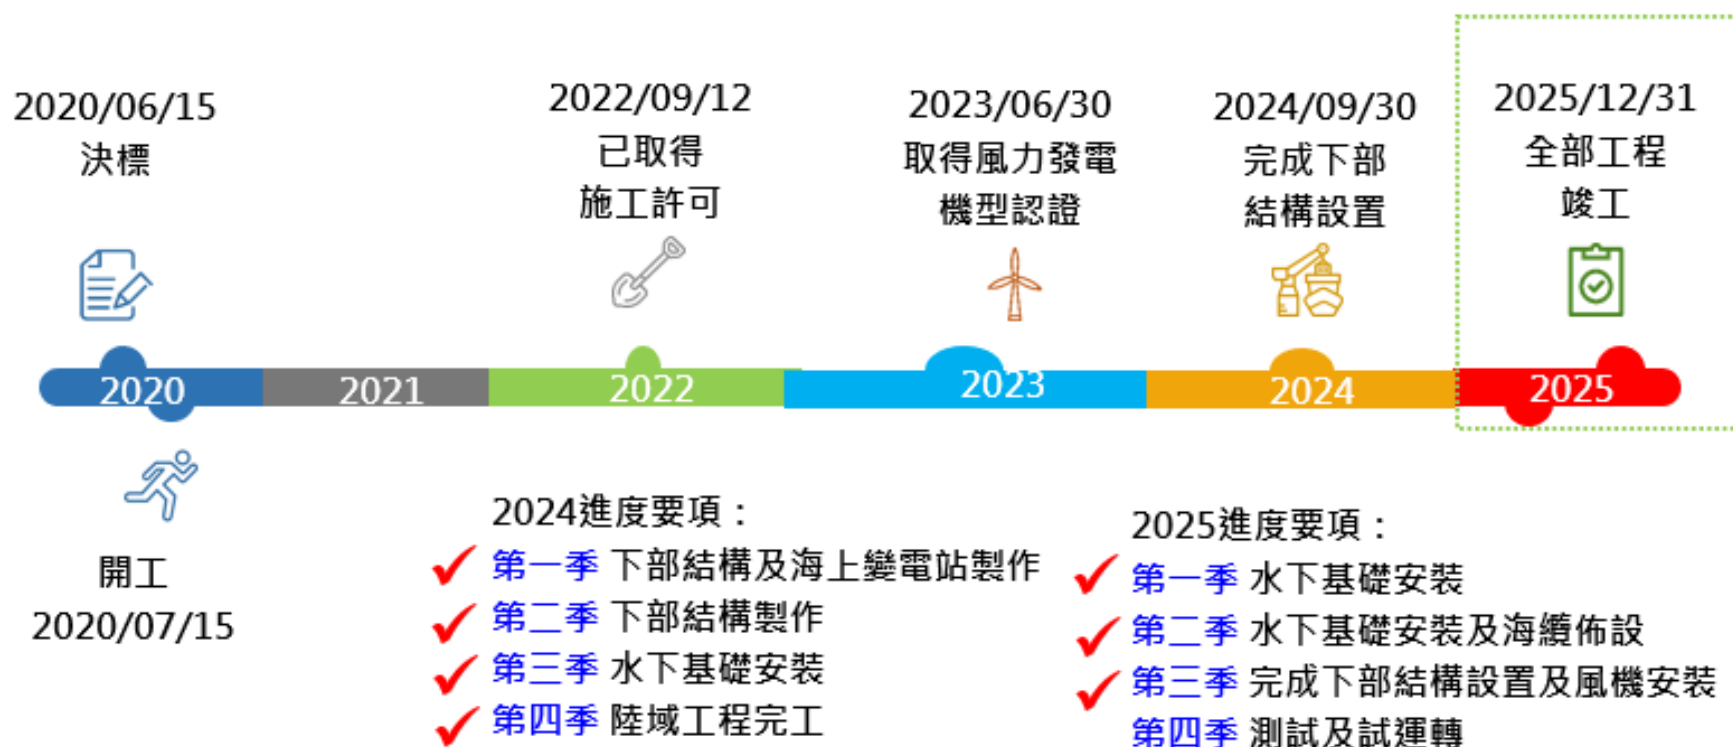 2020/06/15
決標
2022/09/12
已取得
施工許可
2023/06/30
取得風力發電
機型認證
2024/09/30
完成下部
結構設置
2025/12/31
全部工程
竣工
2020
2021
2022
2023
2024
2025
開工
2020/07/15
2024進度要項：
第一季 下部結構及海上變電站製作
第二季 下部結構製作
第三季 水下基礎安裝
第四季 陸域工程完工
2025進度要項：
第一季 水下基礎安裝
第二季 水下基礎安裝及海纜佈設
第三季 完成下部結構設置及風機安裝
第四季 測試及試運轉